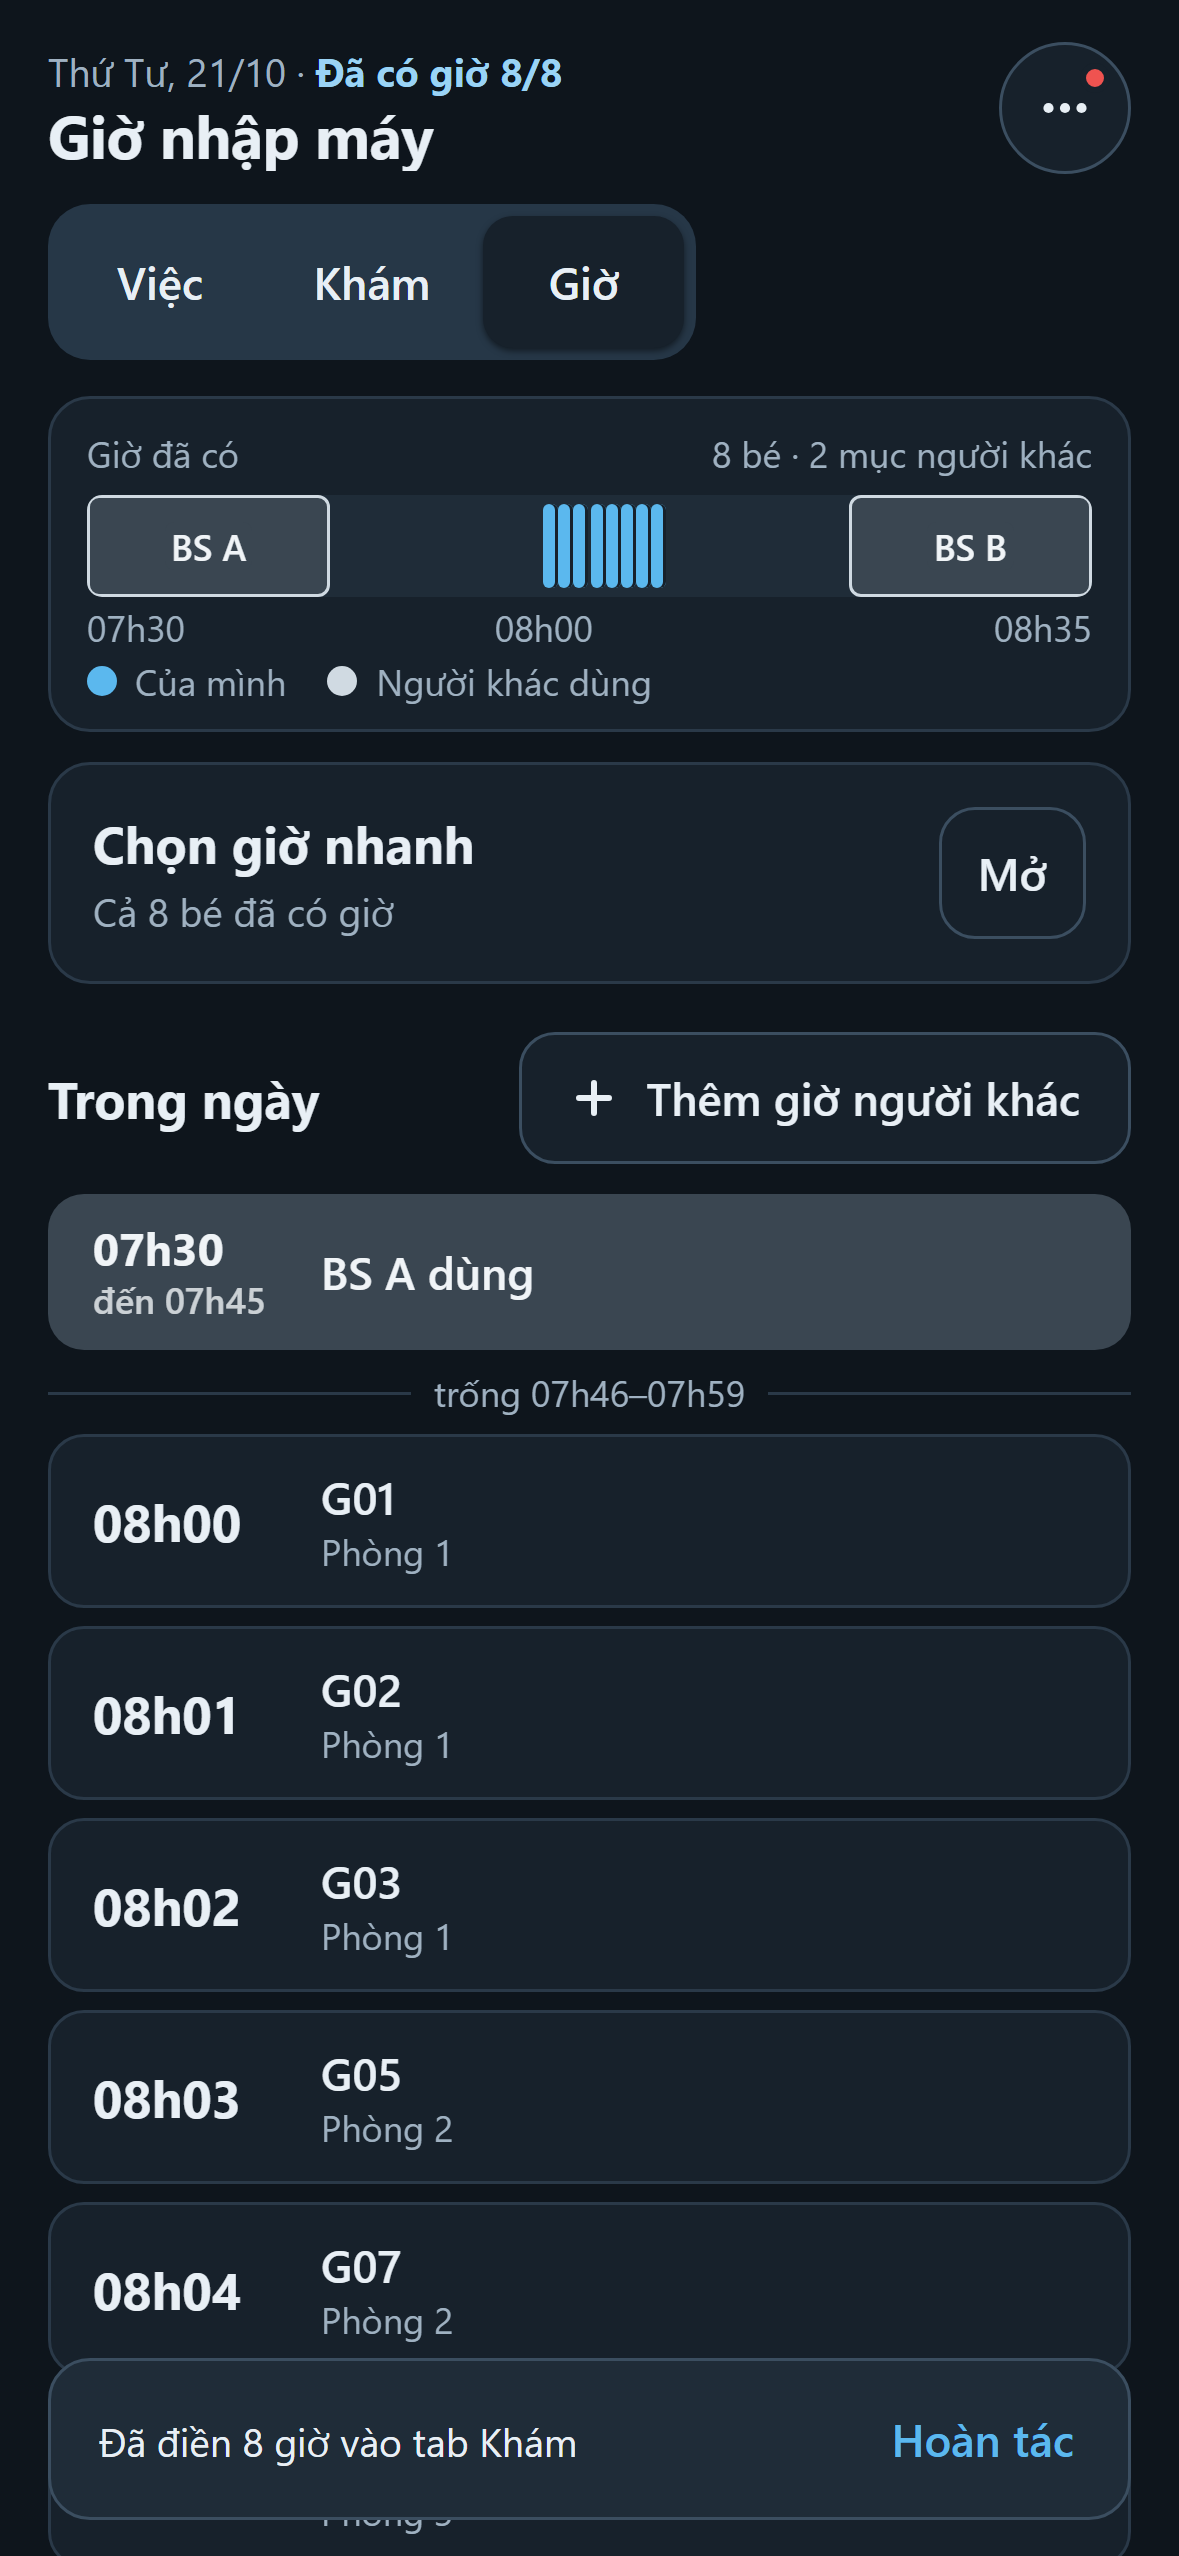 Thứ Tư, 21/10 · Đã có giờ 8/8
Giờ nhập máy
Việc
Khám
Giờ
Giờ đã có
8 bé · 2 mục người khác
BS A
BS B
07h30
08h00
08h35
Của mình
Người khác dùng
Chọn giờ nhanh
Cả 8 bé đã có giờ
Mở
Trong ngày
+ Thêm giờ người khác
07h30
đến 07h45
BS A dùng
trống 07h46–07h59
08h00
G01
Phòng 1
08h01
G02
Phòng 1
08h02
G03
Phòng 1
08h03
G05
Phòng 2
08h04
G07
Phòng 2
Đã điền 8 giờ vào tab Khám
Hoàn tác